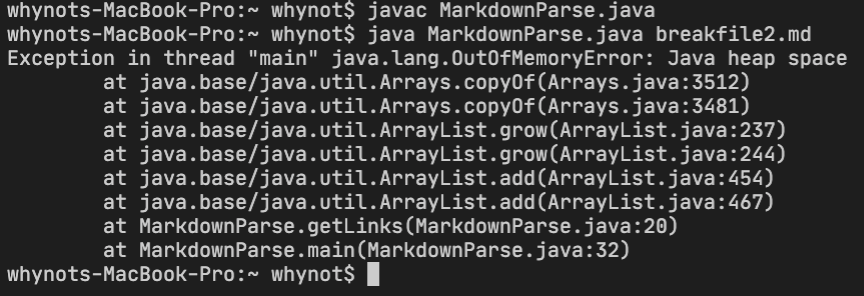 whynots-MacBook-Pro:~ whynot$ javac MarkdownParse.java
whynots-MacBook-Pro:~ whynot$ java MarkdownParse.java breakfile2.md
Exception in thread "main" java.lang.OutOfMemoryError: Java heap space
        at java.base/java.util.Arrays.copyOf(Arrays.java:3512)
        at java.base/java.util.Arrays.copyOf(Arrays.java:3481)
        at java.base/java.util.ArrayList.grow(ArrayList.java:237)
        at java.base/java.util.ArrayList.grow(ArrayList.java:244)
        at java.base/java.util.ArrayList.add(ArrayList.java:454)
        at java.base/java.util.ArrayList.add(ArrayList.java:467)
        at MarkdownParse.getLinks(MarkdownParse.java:20)
        at MarkdownParse.main(MarkdownParse.java:32)
whynots-MacBook-Pro:~ whynot$